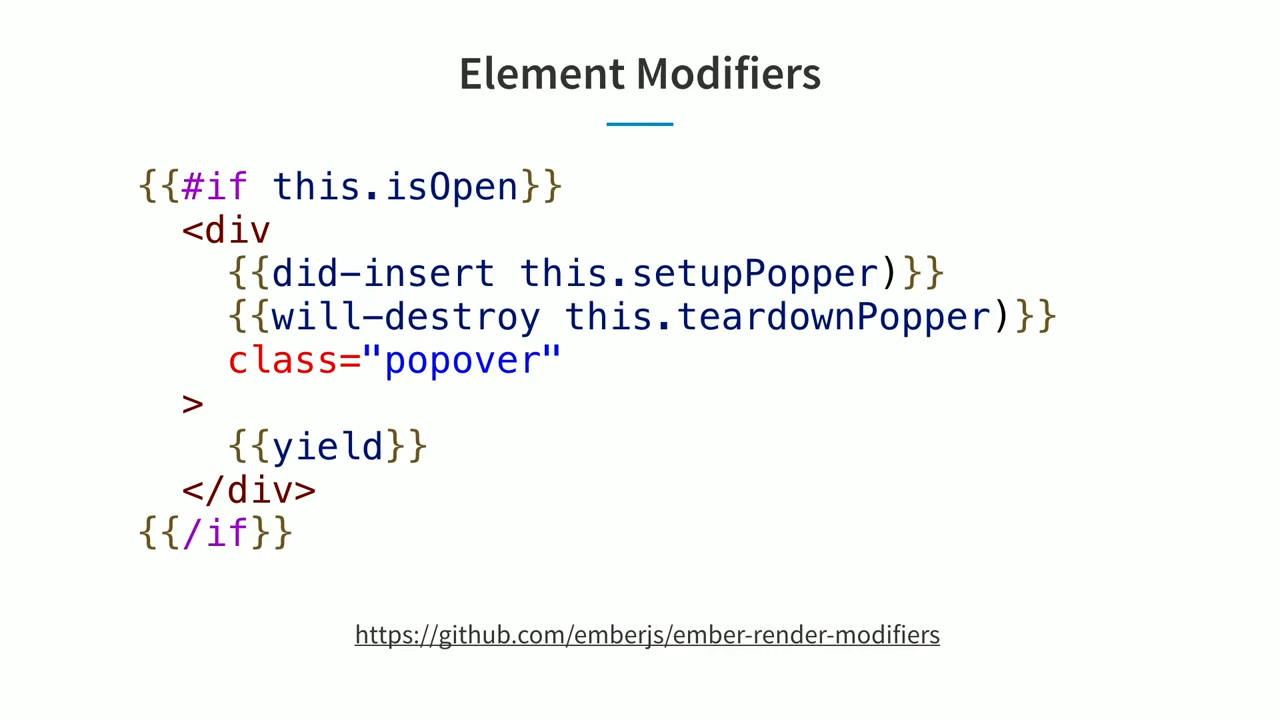 Element Modifiers
{{#if this.isOpen}}
  <div
    {{did-insert this.setupPopper)}}
    {{will-destroy this.teardownPopper)}}
    class="popover"
  >
    {{yield}}
  </div>
{{/if}}
https://github.com/emberjs/ember-render-modifiers